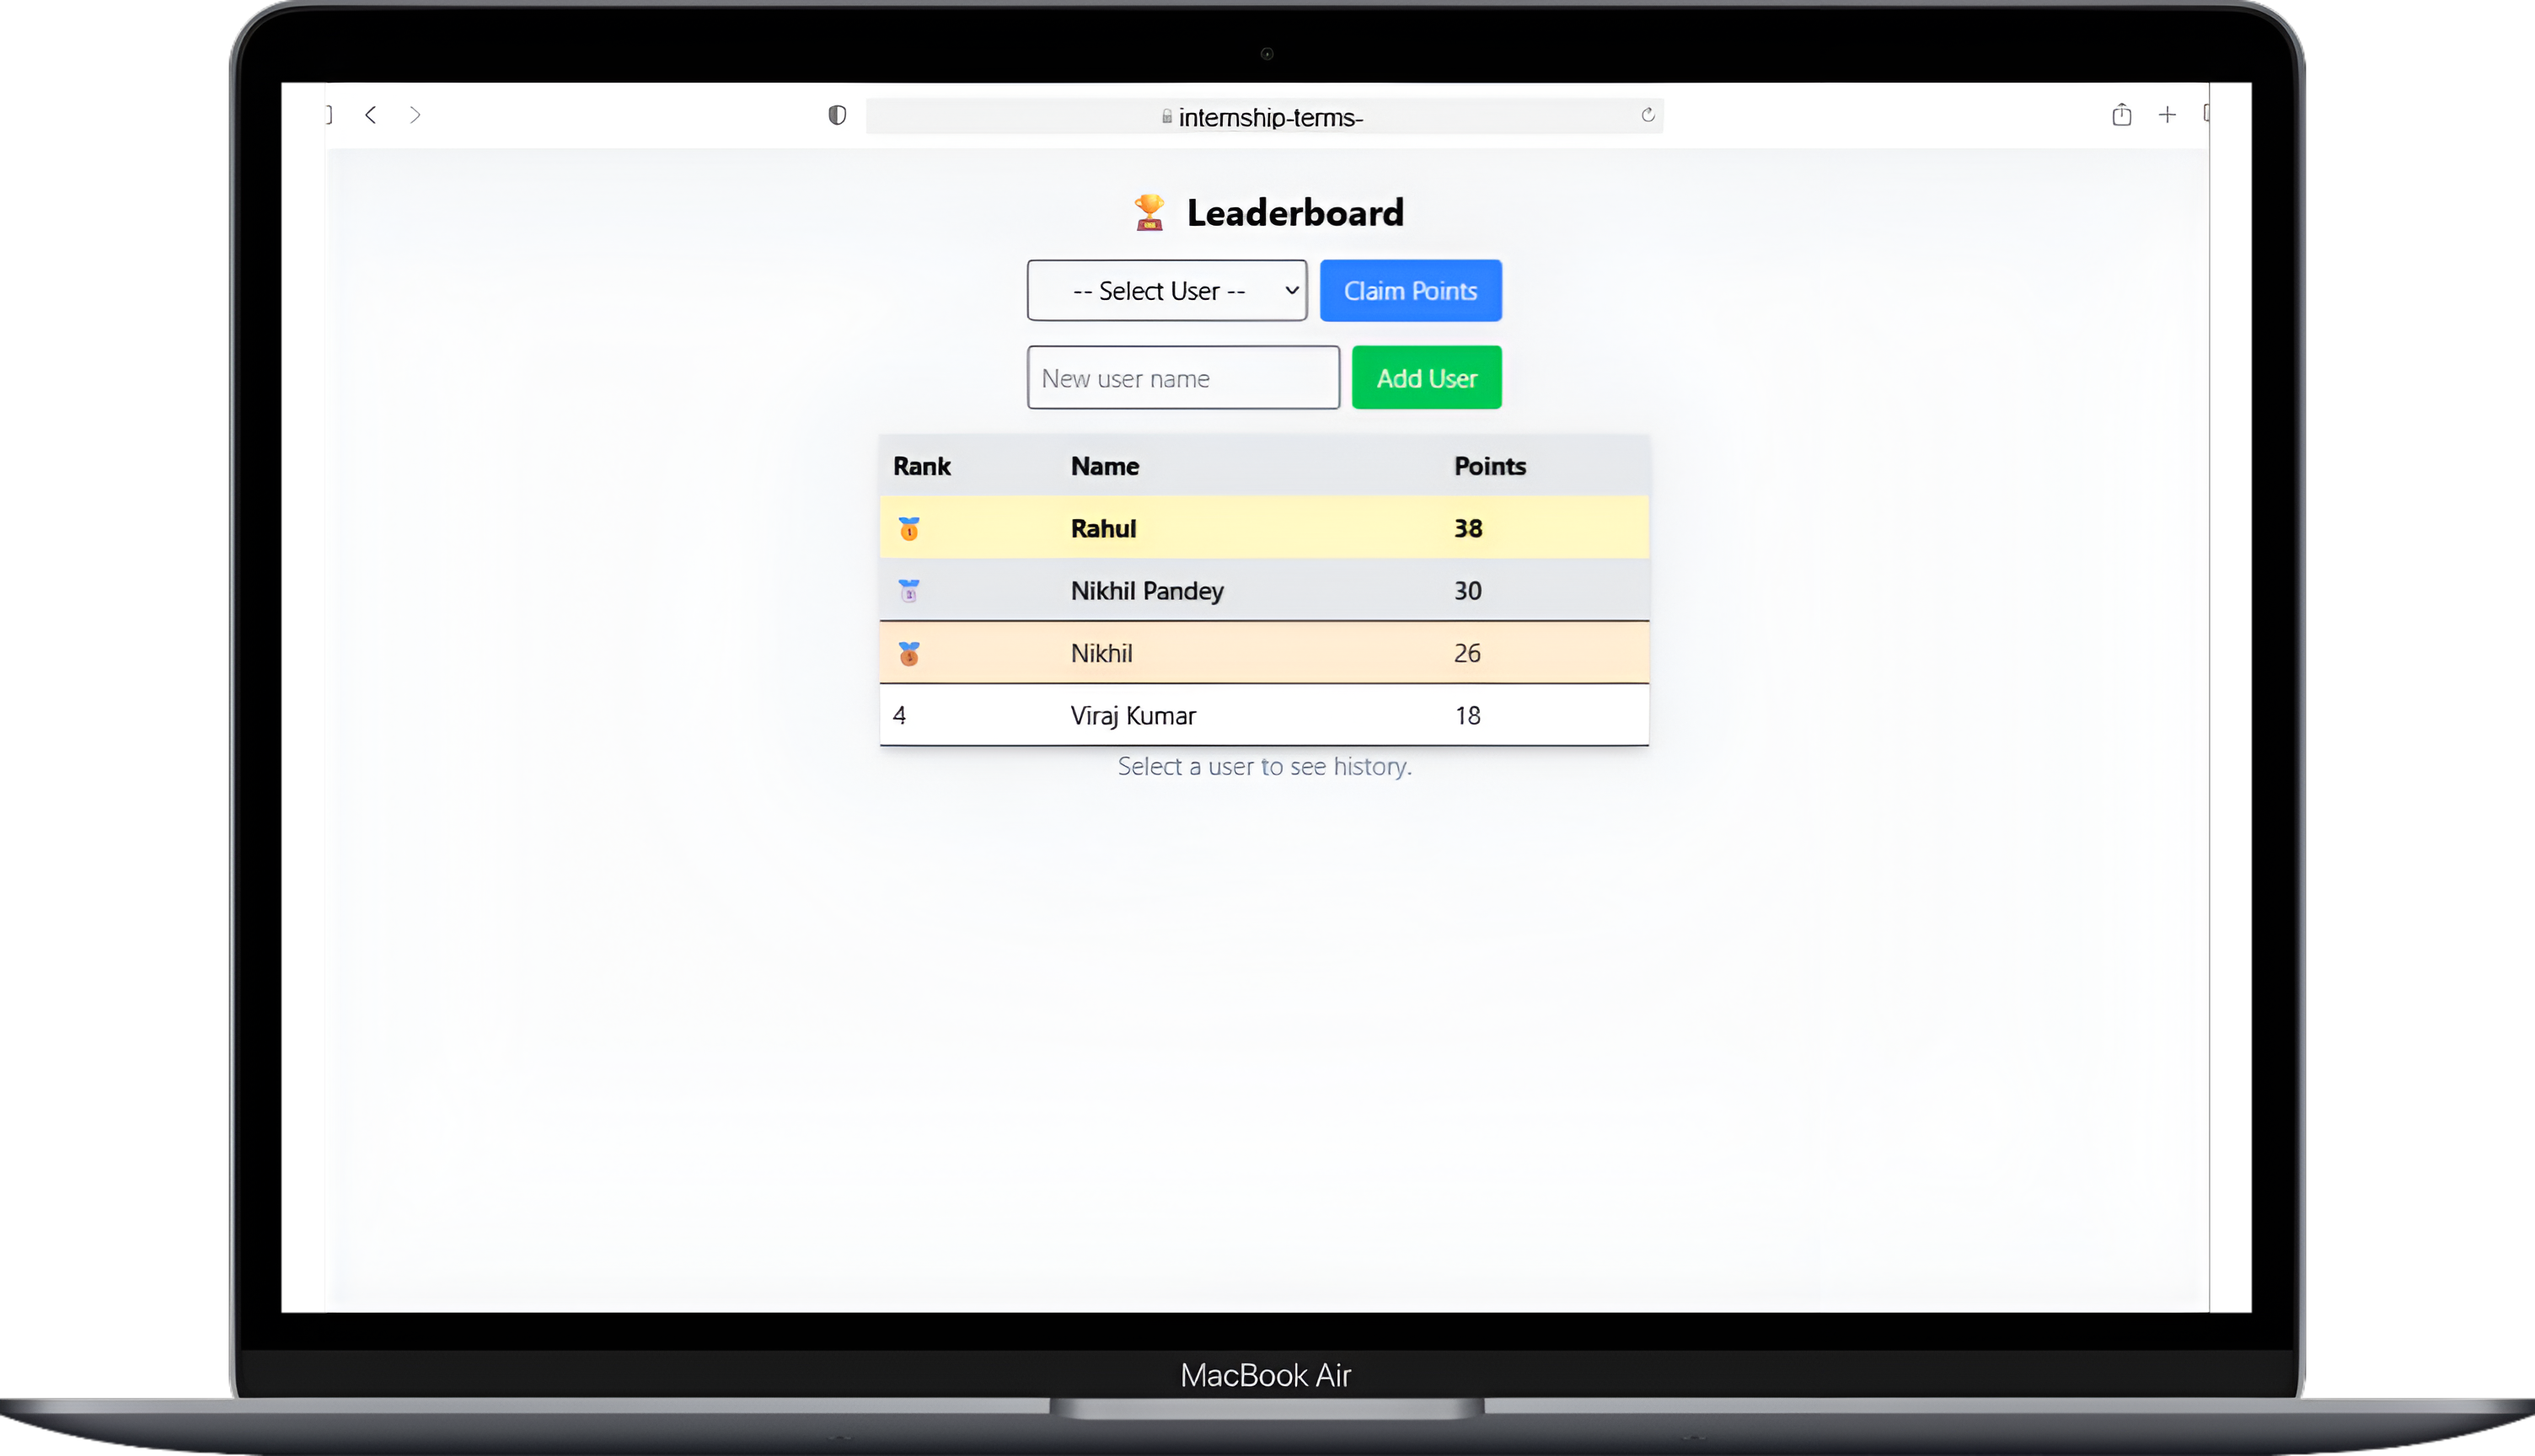 internship-terms-
🏆 Leaderboard
-- Select User -- Claim Points
New user name Add User
Rank Name Points
🥇 Rahul 38
🥈 Nikhil Pandey 30
🥉 Nikhil 26
4 Viraj Kumar 18
Select a user to see history.
MacBook Air